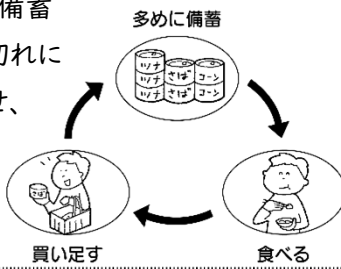 備蓄
切れに
せ、
多めに備蓄
ツナ さば コーン
ツナ さば コーン
ツナ
さば
買い足す
食べる